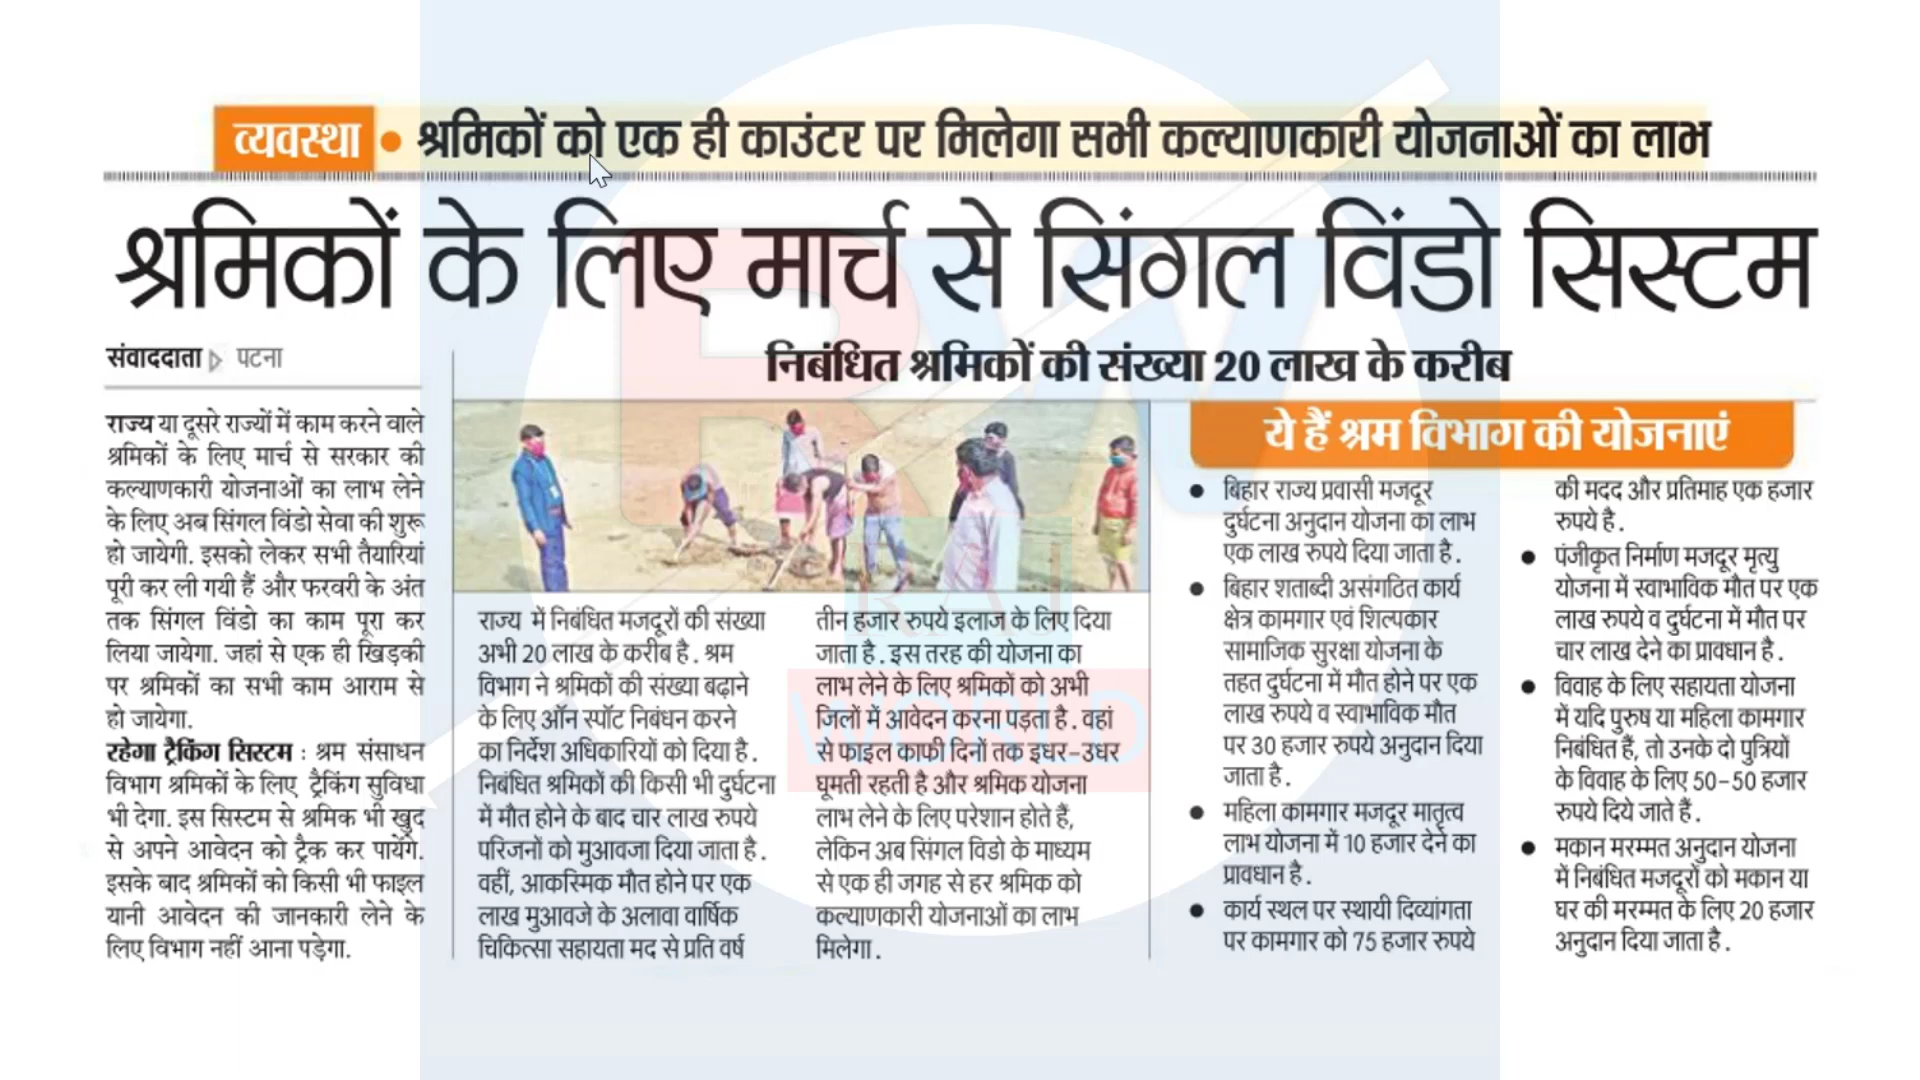 व्यवस्था • श्रमिकों को एक ही काउंटर पर मिलेगा सभी कल्याणकारी योजनाओं का लाभ
श्रमिकों के लिए मार्च से सिंगल विंडो सिस्टम
संवाददाता ▷ पटना
राज्य या दूसरे राज्यों में काम करने वाले
श्रमिकों के लिए मार्च से सरकार की
कल्याणकारी योजनाओं का लाभ लेने
के लिए अब सिंगल विंडो सेवा की शुरू
हो जायेगी. इसको लेकर सभी तैयारियां
पूरी कर ली गयी हैं और फरवरी के अंत
तक सिंगल विंडो का काम पूरा कर
लिया जायेगा. जहां से एक ही खिड़की
पर श्रमिकों का सभी काम आराम से
हो जायेगा.
रहेगा ट्रैकिंग सिस्टम : श्रम संसाधन
विभाग श्रमिकों के लिए ट्रैकिंग सुविधा
भी देगा. इस सिस्टम से श्रमिक भी खुद
से अपने आवेदन को ट्रैक कर पायेंगे.
इसके बाद श्रमिकों को किसी भी फाइल
यानी आवेदन की जानकारी लेने के
लिए विभाग नहीं आना पड़ेगा.
निबंधित श्रमिकों की संख्या 20 लाख के करीब
राज्य में निबंधित मजदूरों की संख्या
अभी 20 लाख के करीब है. श्रम
विभाग ने श्रमिकों की संख्या बढ़ाने
के लिए ऑन स्पॉट निबंधन करने
का निर्देश अधिकारियों को दिया है.
निबंधित श्रमिकों की किसी भी दुर्घटना
में मौत होने के बाद चार लाख रुपये
परिजनों को मुआवजा दिया जाता है.
वहीं, आकस्मिक मौत होने पर एक
लाख मुआवजे के अलावा वार्षिक
चिकित्सा सहायता मद से प्रति वर्ष
तीन हजार रुपये इलाज के लिए दिया
जाता है. इस तरह की योजना का
लाभ लेने के लिए श्रमिकों को अभी
जिलों में आवेदन करना पड़ता है. वहां
से फाइल काफी दिनों तक इधर-उधर
घूमती रहती है और श्रमिक योजना
लाभ लेने के लिए परेशान होते हैं,
लेकिन अब सिंगल विडो के माध्यम
से एक ही जगह से हर श्रमिक को
कल्याणकारी योजनाओं का लाभ
मिलेगा.
ये हैं श्रम विभाग की योजनाएं
• बिहार राज्य प्रवासी मजदूर
दुर्घटना अनुदान योजना का लाभ
एक लाख रुपये दिया जाता है.
• बिहार शताब्दी असंगठित कार्य
क्षेत्र कामगार एवं शिल्पकार
सामाजिक सुरक्षा योजना के
तहत दुर्घटना में मौत होने पर एक
लाख रुपये व स्वाभाविक मौत
पर 30 हजार रुपये अनुदान दिया
जाता है.
• महिला कामगार मजदूर मातृत्व
लाभ योजना में 10 हजार देने का
प्रावधान है.
• कार्य स्थल पर स्थायी दिव्यांगता
पर कामगार को 75 हजार रुपये
की मदद और प्रतिमाह एक हजार
रुपये है.
• पंजीकृत निर्माण मजदूर मृत्यु
योजना में स्वाभाविक मौत पर एक
लाख रुपये व दुर्घटना में मौत पर
चार लाख देने का प्रावधान है.
• विवाह के लिए सहायता योजना
में यदि पुरुष या महिला कामगार
निबंधित हैं, तो उनके दो पुत्रियों
के विवाह के लिए 50-50 हजार
रुपये दिये जाते हैं.
• मकान मरम्मत अनुदान योजना
में निबंधित मजदूरों को मकान या
घर की मरम्मत के लिए 20 हजार
अनुदान दिया जाता है.
RW
RAJ
WORLD